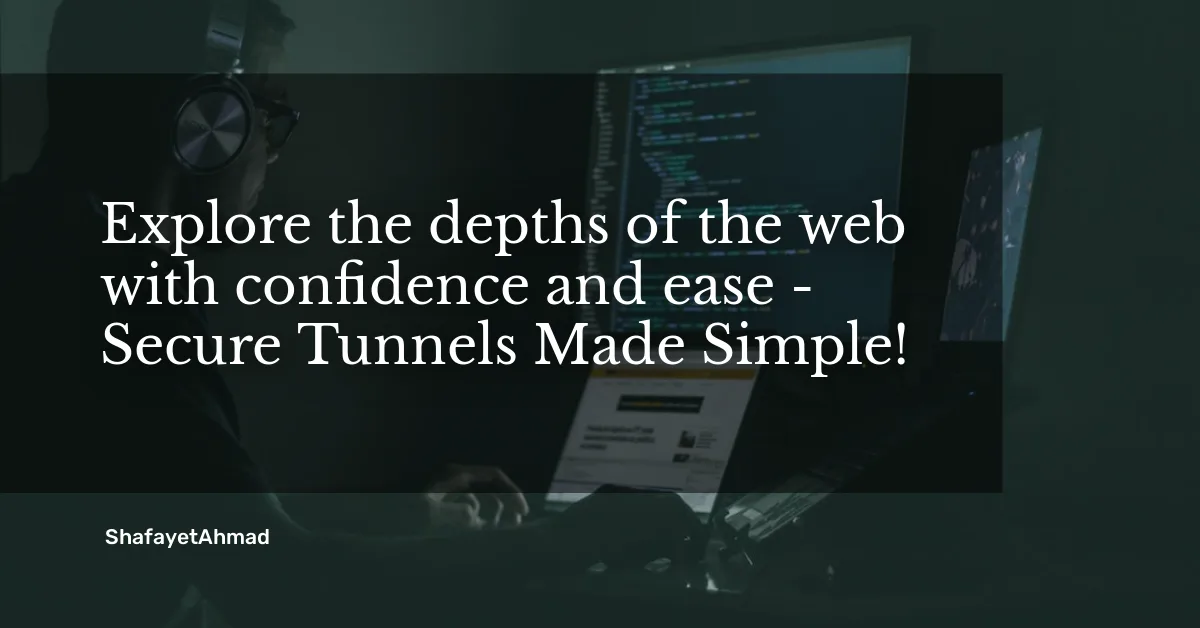 Explore the depths of the web
with confidence and ease -
Secure Tunnels Made Simple!
ShafayetAhmad